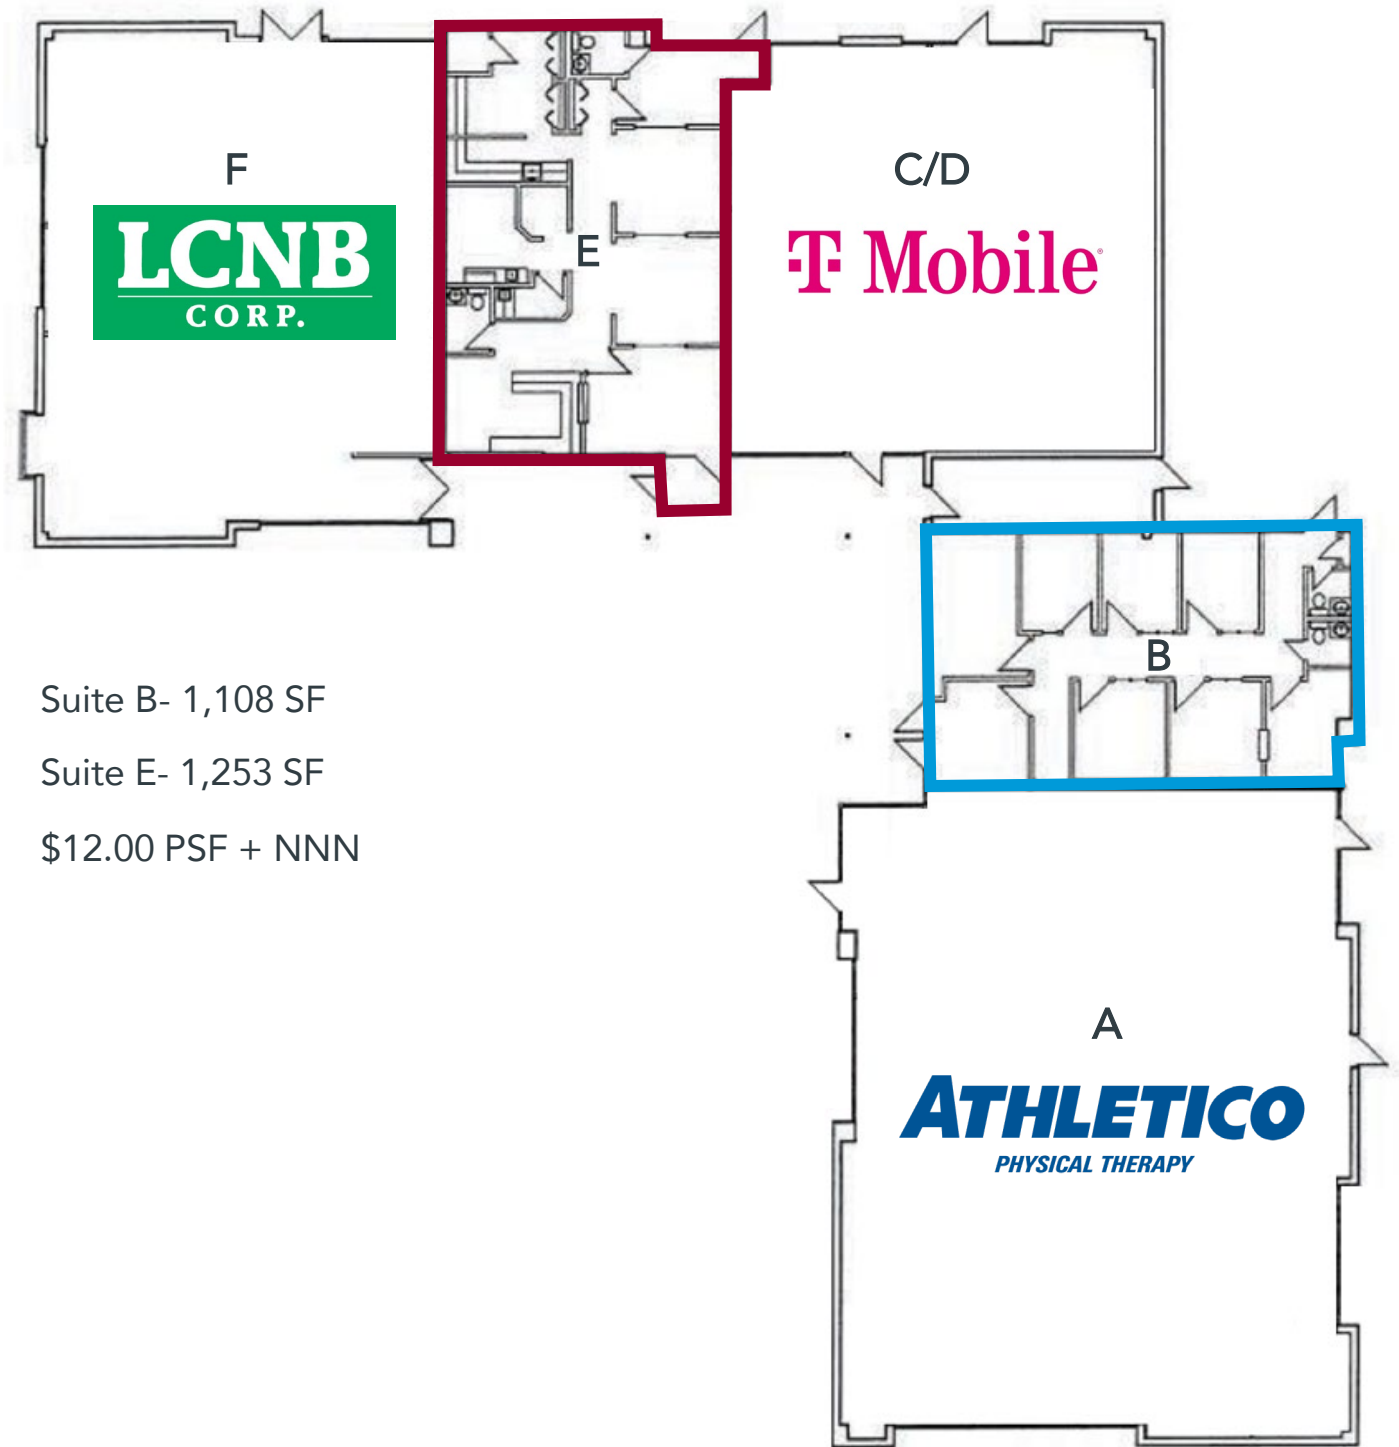 F
LCNB
CORP.
E
C/D
T Mobile®
B
Suite B- 1,108 SF
Suite E- 1,253 SF
$12.00 PSF + NNN
A
ATHLETICO
PHYSICAL THERAPY